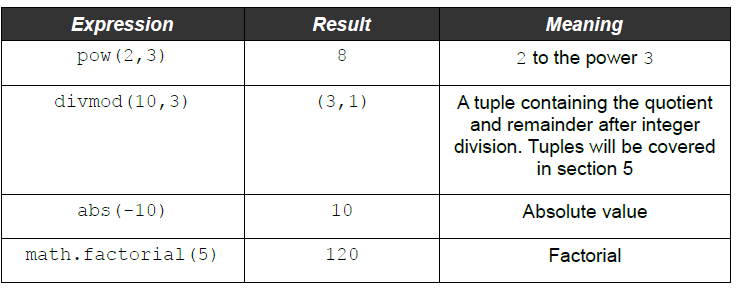 Expression Result Meaning
pow(2,3) 8 2 to the power 3
divmod(10,3) (3,1) A tuple containing the quotient
and remainder after integer
division. Tuples will be covered
in section 5
abs(-10) 10 Absolute value
math.factorial(5) 120 Factorial